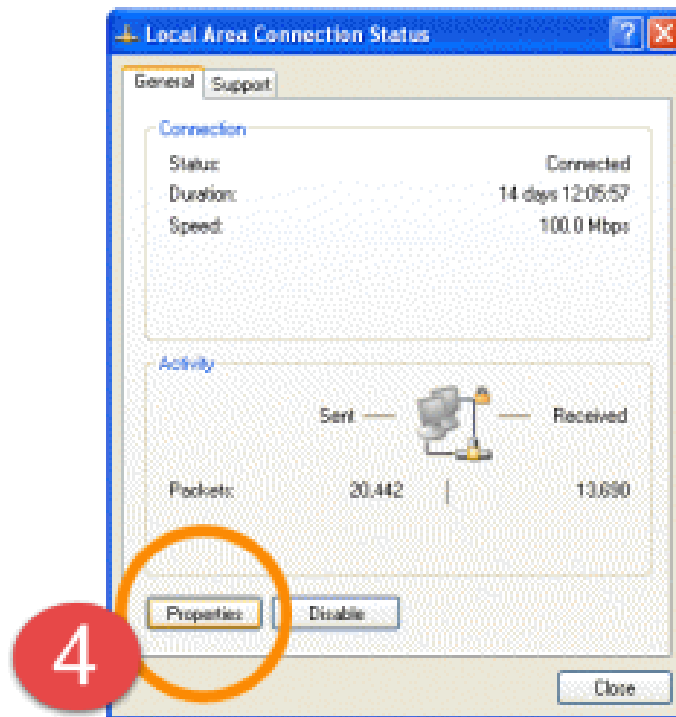 Local Area Connection Status
General Support
Connection
Status: Connected
Duration: 14 days 12:05:57
Speed: 100.0 Mbps
Activity
Sent — — Received
Packets: 20,442 | 13,690
Properties Disable
4
Close